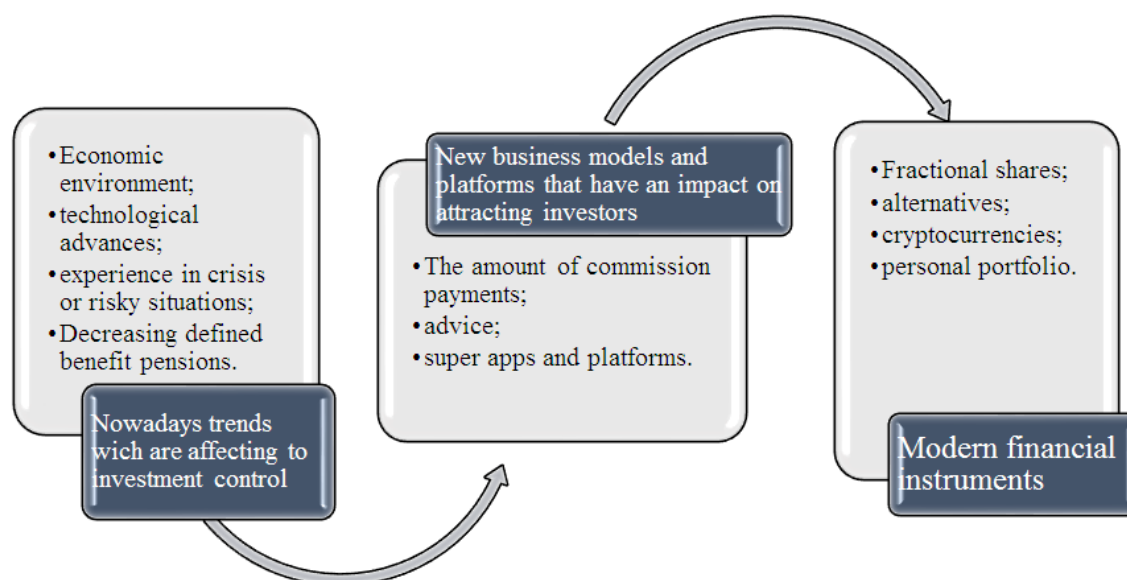 •Economic
environment;
•technological
advances;
•experience in crisis
or risky situations;
•Decreasing defined
benefit pensions.
Nowadays trends
wich are affecting to
investment control
New business models and
platforms that have an impact on
attracting investors
•The amount of commission
payments;
•advice;
•super apps and platforms.
•Fractional shares;
•alternatives;
•cryptocurrencies;
•personal portfolio.
Modern financial
instruments